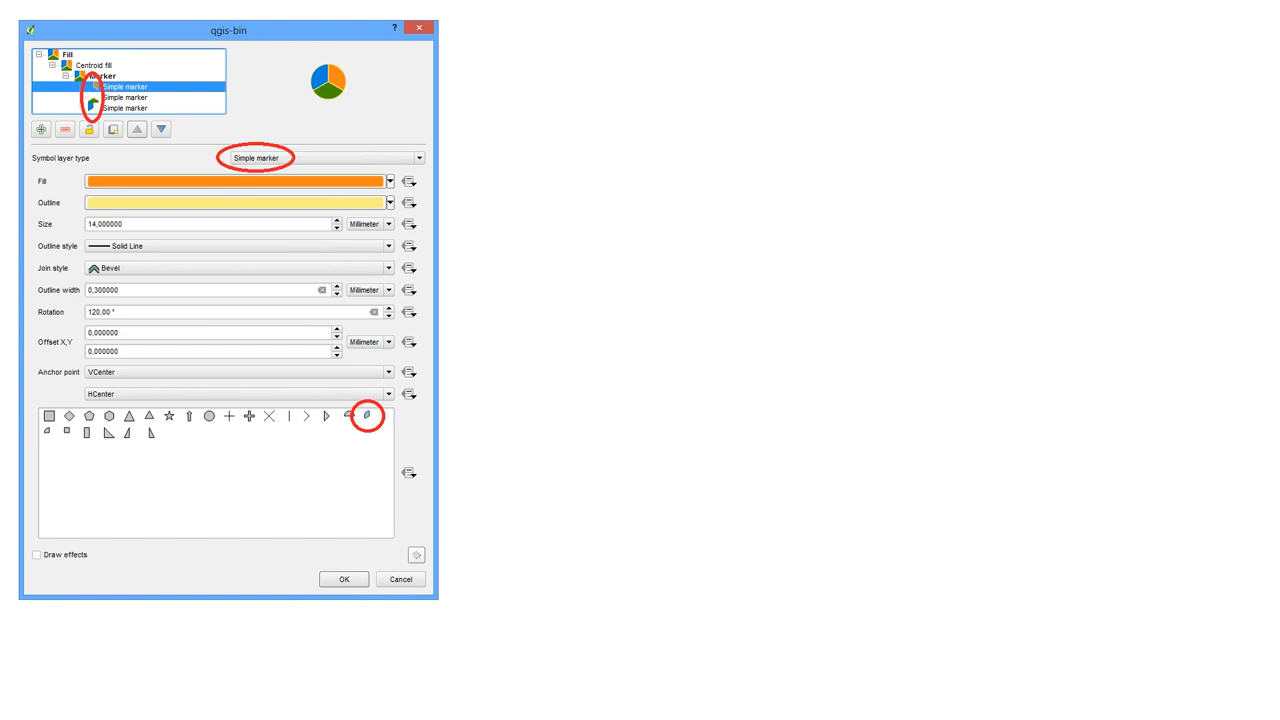 qgis-bin
?
Fill
Centroid fill
Marker
Simple marker
Simple marker
Simple marker
Symbol layer type Simple marker
Fill
Outline
Size 14,000000 Millimeter
Outline style Solid Line
Join style Bevel
Outline width 0,300000 Millimeter
Rotation 120,00 °
0,000000
Offset X,Y Millimeter
0,000000
Anchor point VCenter
HCenter
Draw effects
OK Cancel